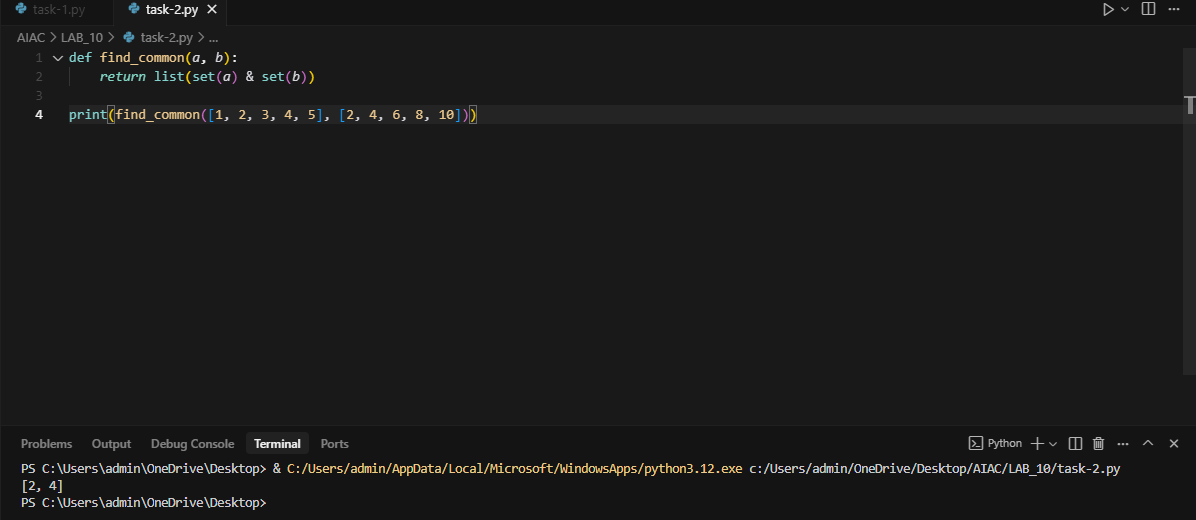 task-1.py task-2.py
AIAC > LAB_10 > task-2.py > ...
1 def find_common(a, b):
2     return list(set(a) & set(b))
3
4 print(find_common([1, 2, 3, 4, 5], [2, 4, 6, 8, 10]))
Problems Output Debug Console Terminal Ports Python
PS C:\Users\admin\OneDrive\Desktop> & C:/Users/admin/AppData/Local/Microsoft/WindowsApps/python3.12.exe c:/Users/admin/OneDrive/Desktop/AIAC/LAB_10/task-2.py
[2, 4]
PS C:\Users\admin\OneDrive\Desktop>